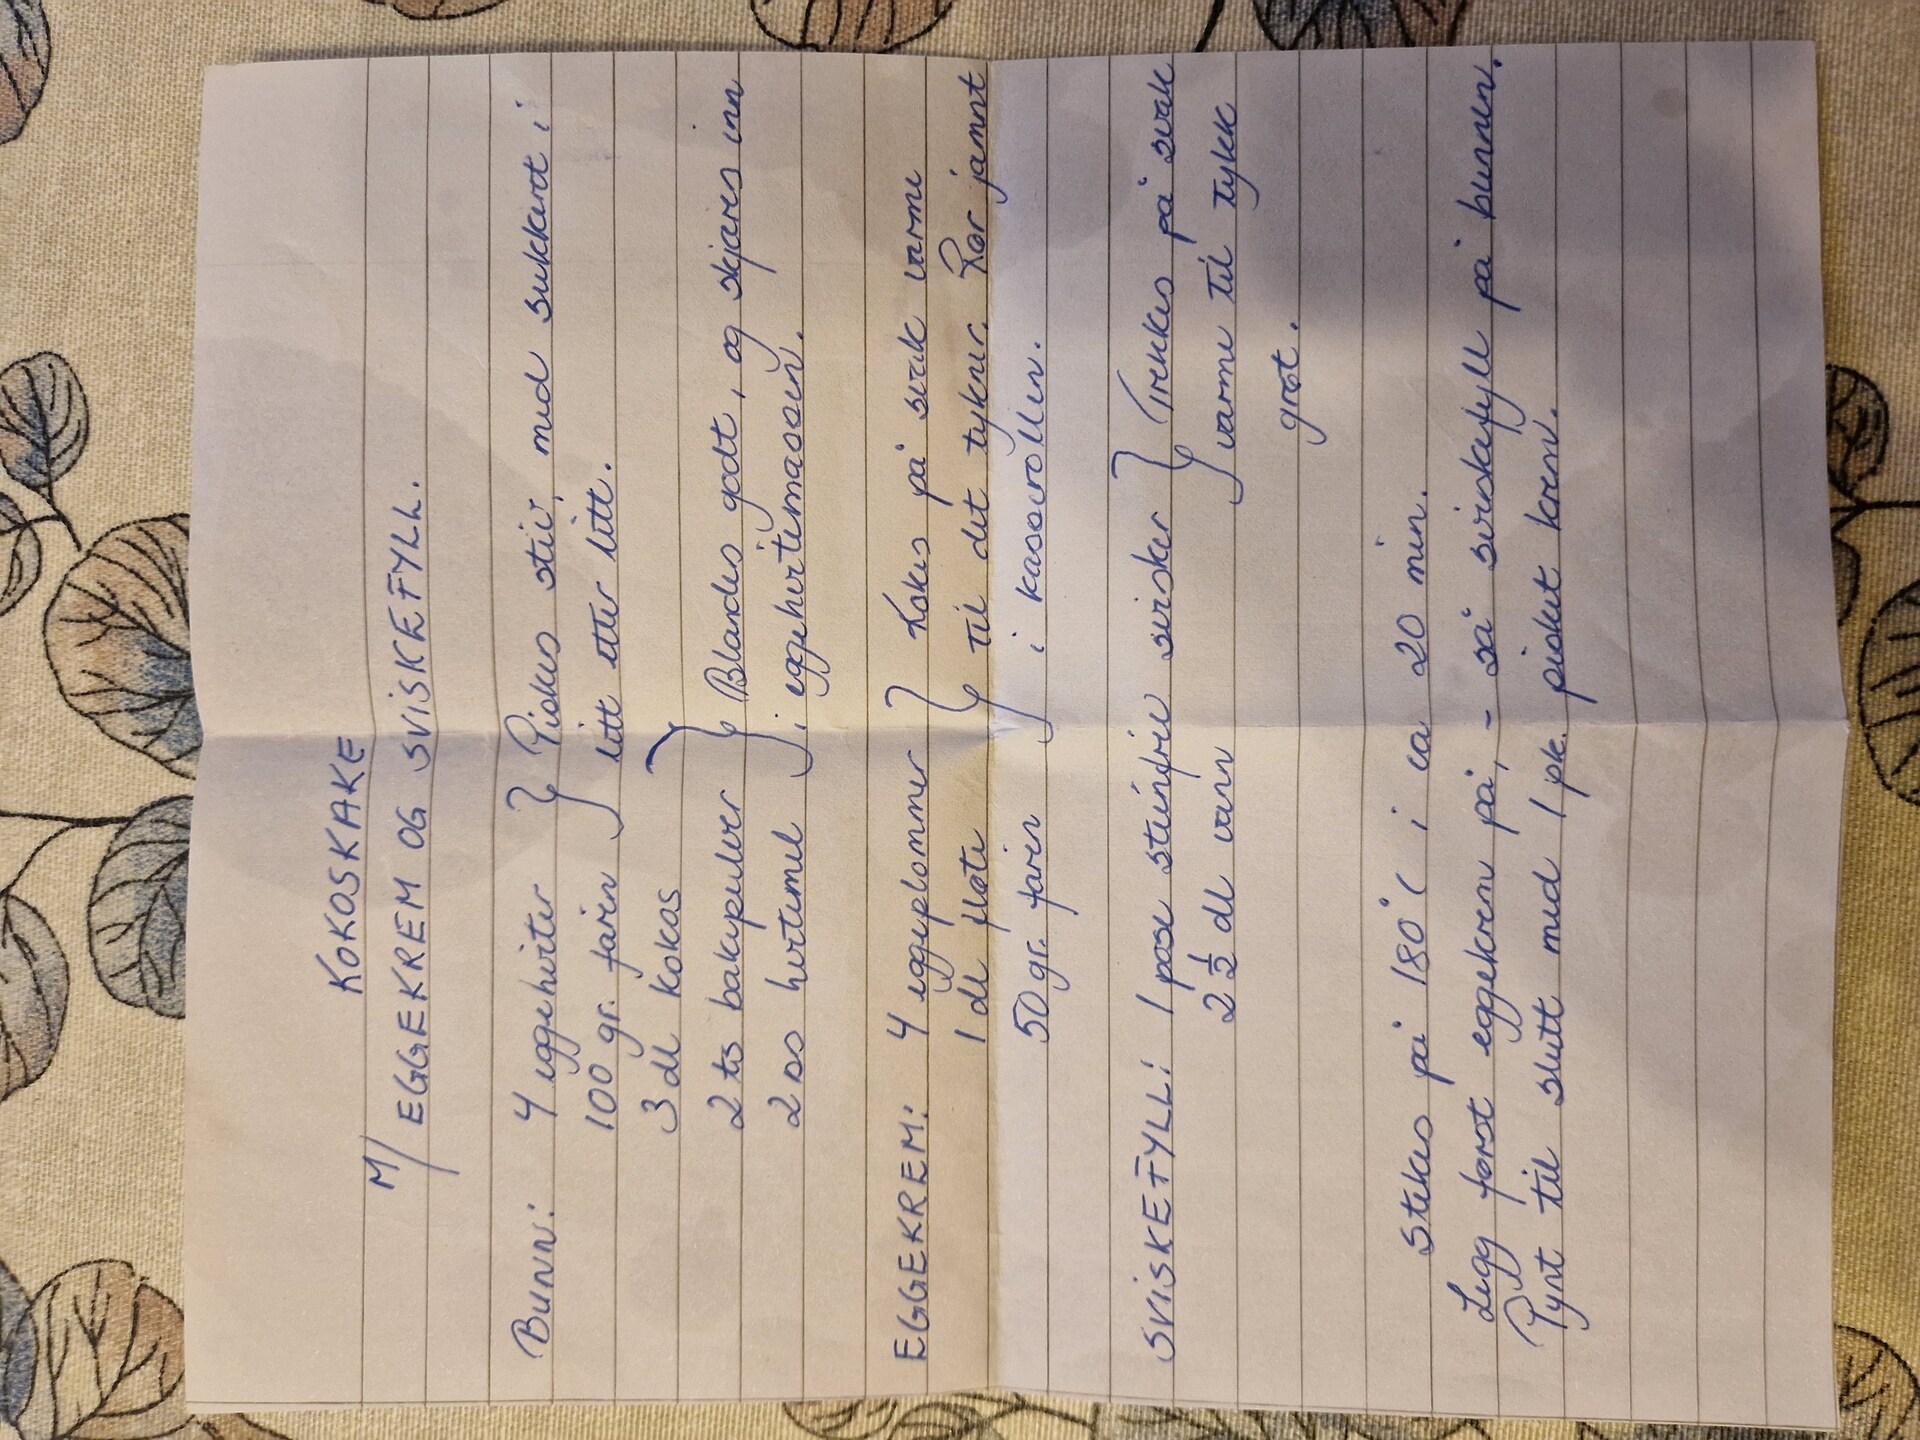 KOKOSKAKE
M/ EGGEKREM OG SVISKEFYLL.
Bunn: 4 eggehviter } Piskes stiv, med sukkeret i
100 gr. farin litt etter litt.
3 dl kokos
2 ts bakepulver } Blandes godt, og skjæres inn
2 ss hvetemel i eggehvitemassen.
EGGEKREM: 4 eggeplommer } Kokes på svak varme
1 dl fløte til det tykner. Rør jamnt
50 gr. farin i kasserollen.
SVISKEFYLL: 1 pose steinfrie svisker } Trekkes på svak
2 1/2 dl vann varme til tykk
grøt.
Stekes på 180°C i ca 20 min.
Legg først eggekrem på, - så sviskefyll på bunnen.
Pynt til slutt med 1 pk. pisket krem.